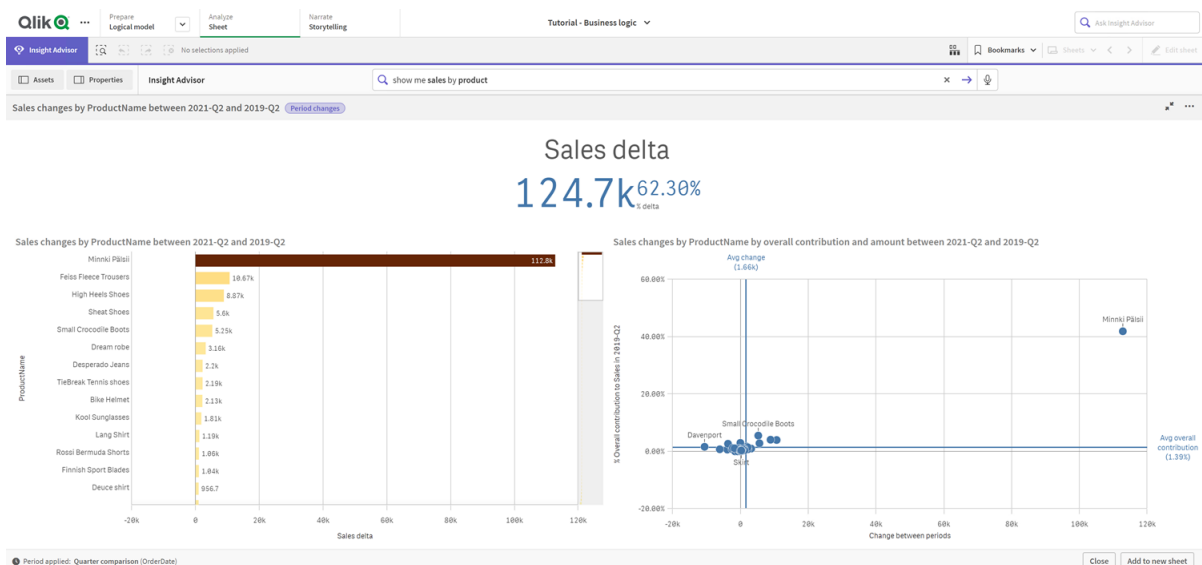 Qlik
Prepare
Logical model
Analyze
Sheet
Narrate
Storytelling
Tutorial - Business logic
Ask Insight Advisor
Insight Advisor
No selections applied
Bookmarks
Sheets
Edit sheet
Assets
Properties
Insight Advisor
show me sales by product
Sales changes by ProductName between 2021-Q2 and 2019-Q2
Period changes
Sales delta
124.7k
62.30%
% delta
Sales changes by ProductName between 2021-Q2 and 2019-Q2
ProductName
Minnki Pälsii 112.8k
Feiss Fleece Trousers 10.67k
High Heels Shoes 8.87k
Sheat Shoes 5.6k
Small Crocodile Boots 5.25k
Dream robe 3.16k
Desperado Jeans 2.2k
TieBreak Tennis shoes 2.19k
Bike Helmet 2.13k
Kool Sunglasses 1.81k
Lang Shirt 1.19k
Rossi Bermuda Shorts 1.06k
Finnish Sport Blades 1.04k
Deuce shirt 956.7
-20k 0 20k 40k 60k 80k 100k 120k
Sales delta
Sales changes by ProductName by overall contribution and amount between 2021-Q2 and 2019-Q2
Avg change
(1.66k)
% Overall contribution to Sales in 2019-Q2
60.00%
40.00%
20.00%
0.00%
-20.00%
Minnki Pälsii
Small Crocodile Boots
Davenport
Skirt
Avg overall
contribution
(1.39%)
-20k 0 20k 40k 60k 80k 100k 120k
Change between periods
Period applied: Quarter comparison (OrderDate)
Close
Add to new sheet